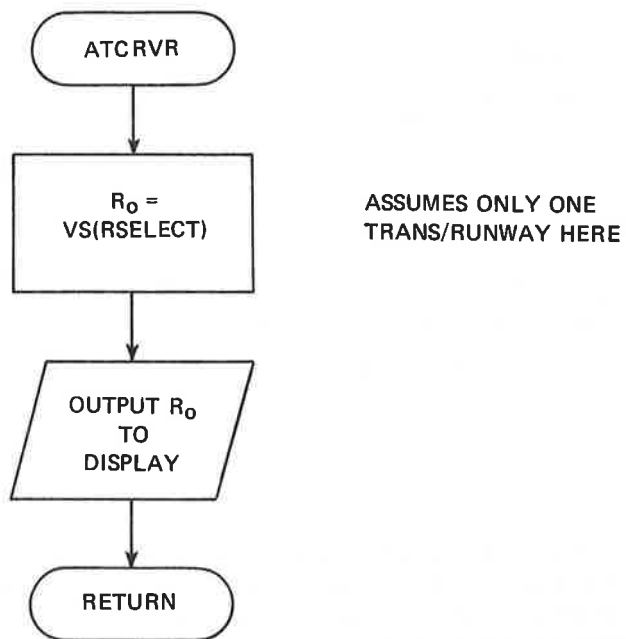 ATCRVR
R₀ =
VS(RSELECT)
ASSUMES ONLY ONE
TRANS/RUNWAY HERE
OUTPUT R₀
TO
DISPLAY
RETURN